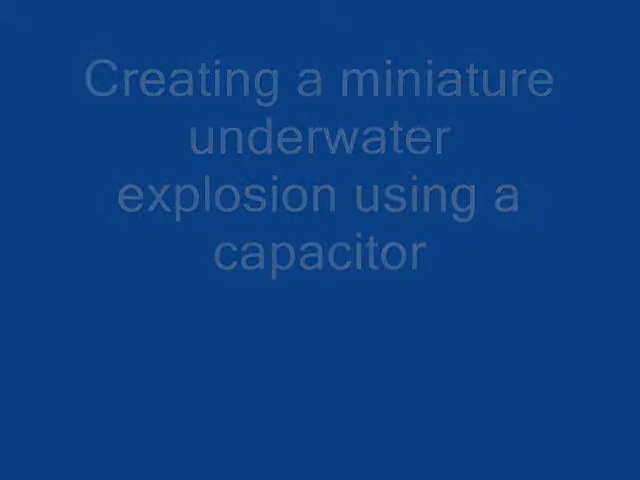 Creating a miniature
underwater
explosion using a
capacitor